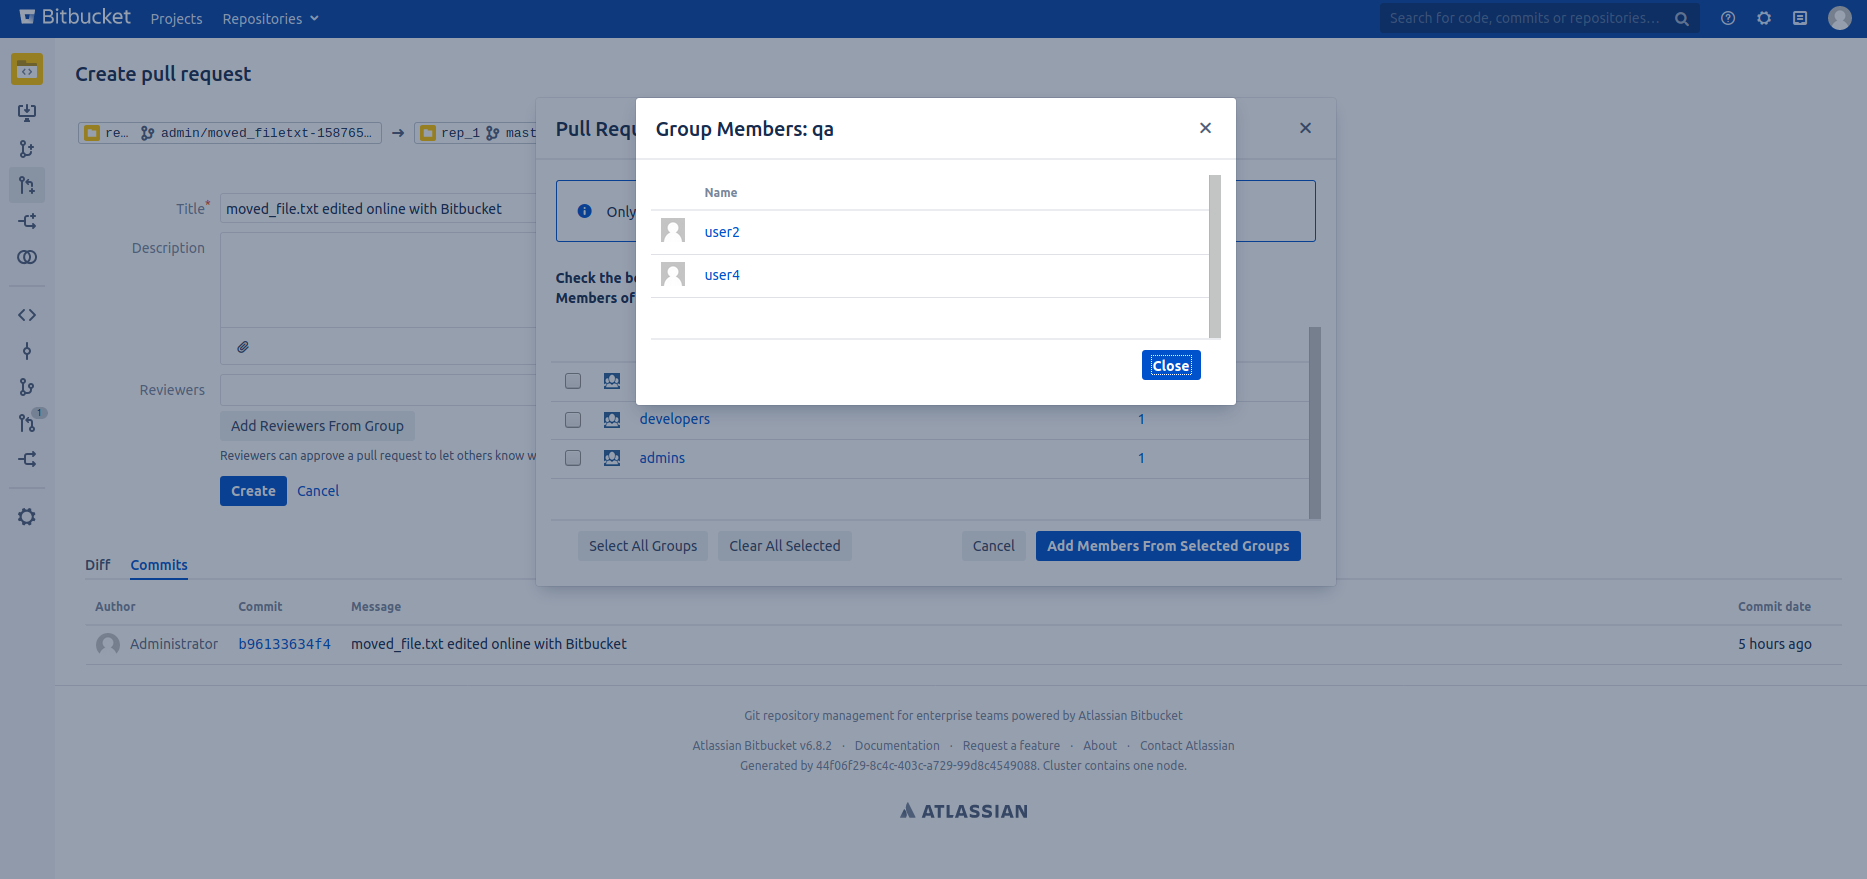 Bitbucket Projects Repositories Search for code, commits or repositories...
Create pull request
re... admin/moved_filetxt-158765... → rep_1 mast
Pull Requ
Group Members: qa
Name
user2
user4
Close
Only
Title* moved_file.txt edited online with Bitbucket
Description
Check the b
Members of
Reviewers
developers 1
admins 1
1
Add Reviewers From Group
Reviewers can approve a pull request to let others know w
Create Cancel
Select All Groups Clear All Selected Cancel Add Members From Selected Groups
Diff Commits
Author Commit Message Commit date
Administrator b96133634f4 moved_file.txt edited online with Bitbucket 5 hours ago
Git repository management for enterprise teams powered by Atlassian Bitbucket
Atlassian Bitbucket v6.8.2 · Documentation · Request a feature · About · Contact Atlassian
Generated by 44f06f29-8c4c-403c-a729-99d8c4549088. Cluster contains one node.
ATLASSIAN